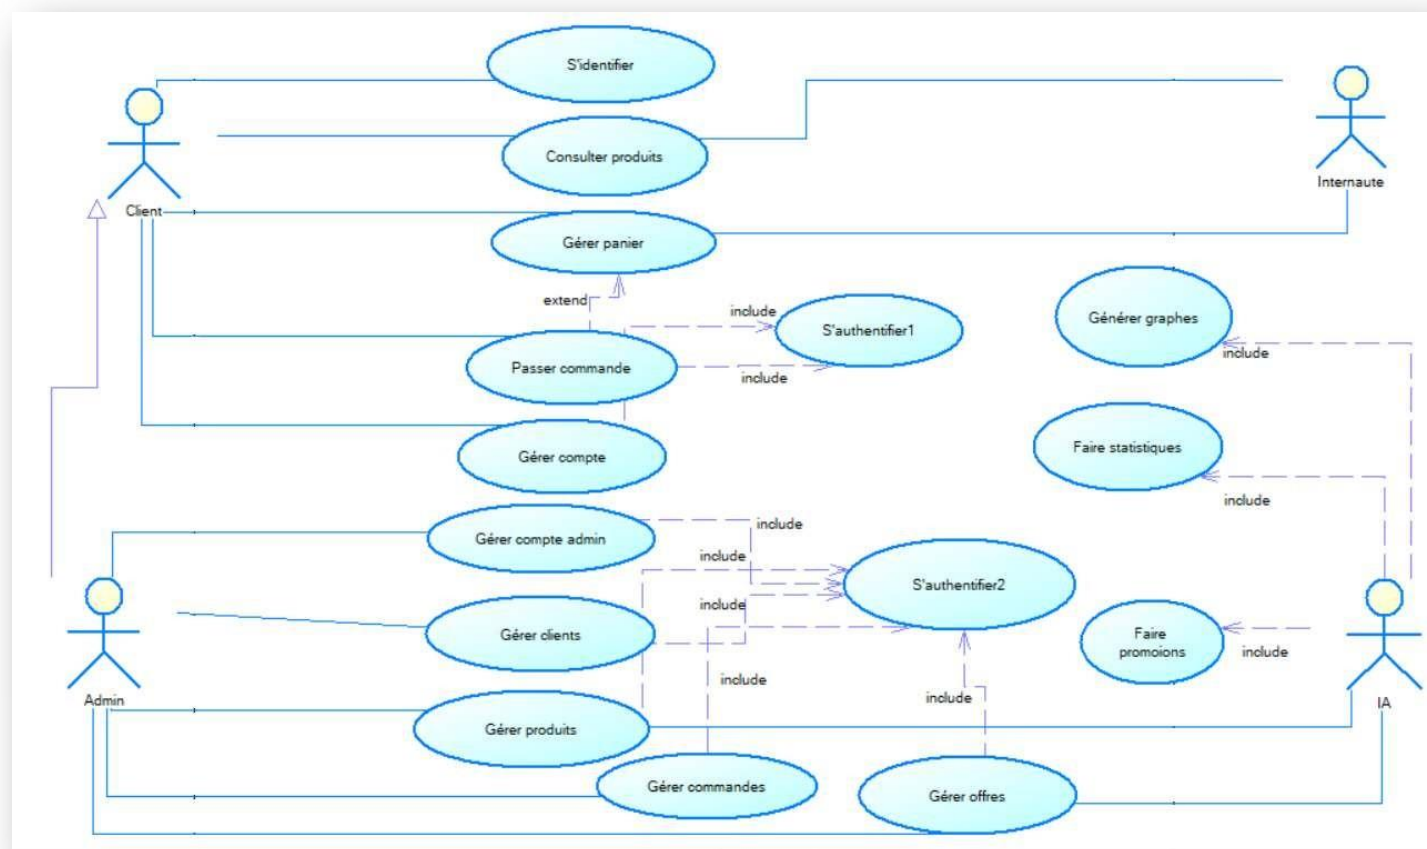 S'identifier
Consulter produits
Internaute
Client
Gérer panier
extend
include
S'authentifier1
Générer graphes
include
Passer commande
include
Faire statistiques
Gérer compte
include
include
Gérer compte admin
include
S'authentifier2
include
Gérer clients
Faire
promoions
include
include
Admin
include
IA
Gérer produits
Gérer commandes
Gérer offres